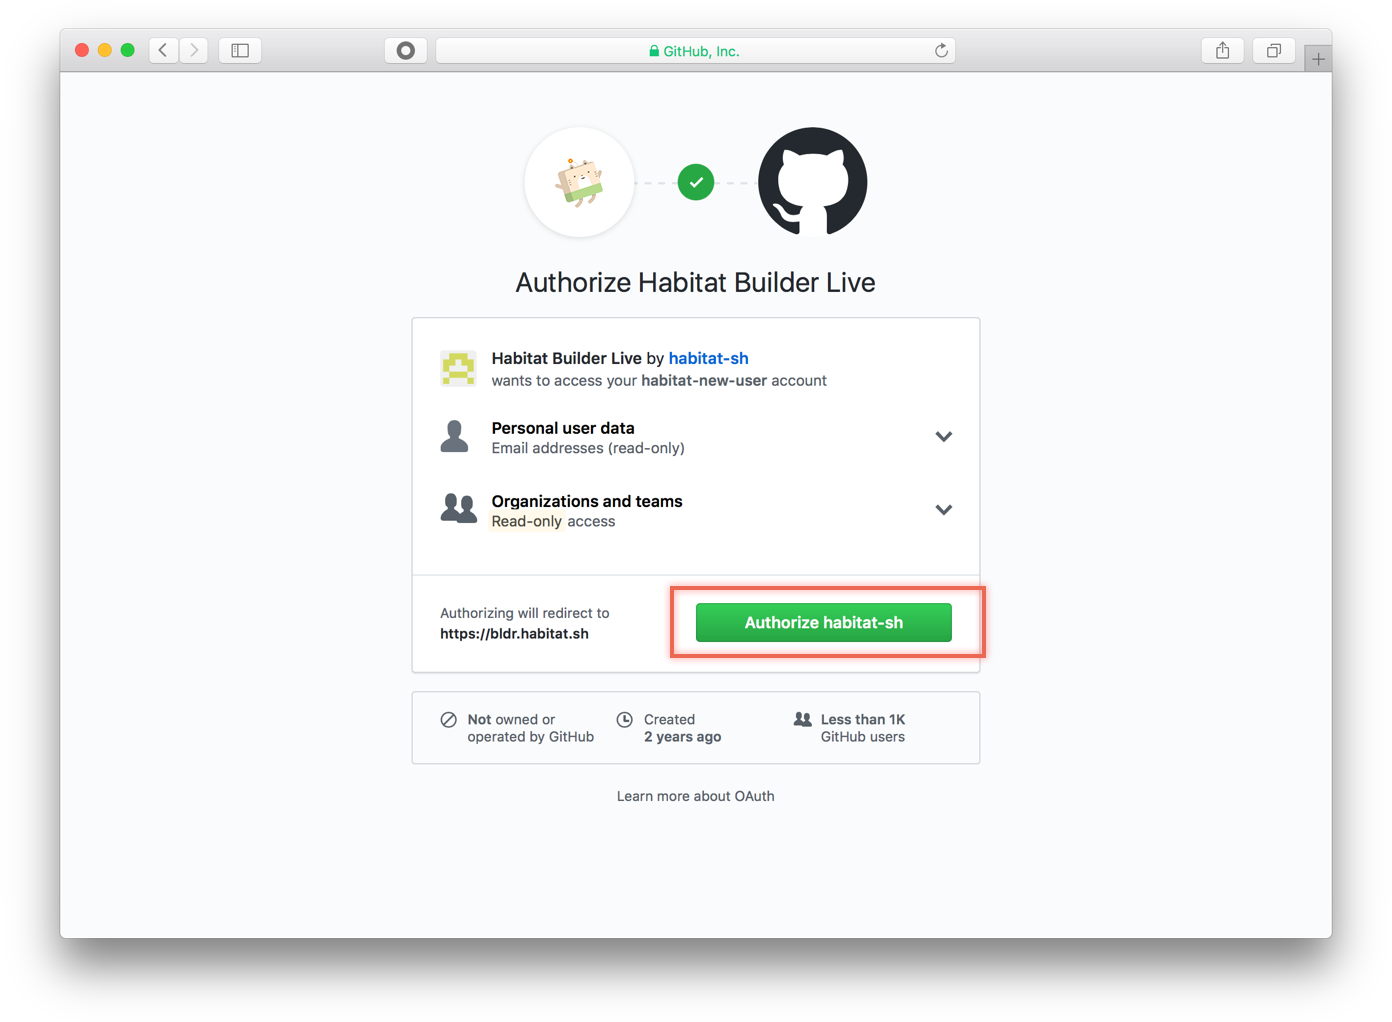 GitHub, Inc.
Authorize Habitat Builder Live
Habitat Builder Live by habitat-sh
wants to access your habitat-new-user account
Personal user data
Email addresses (read-only)
Organizations and teams
Read-only access
Authorizing will redirect to
https://bldr.habitat.sh
Authorize habitat-sh
Not owned or
operated by GitHub
Created
2 years ago
Less than 1K
GitHub users
Learn more about OAuth